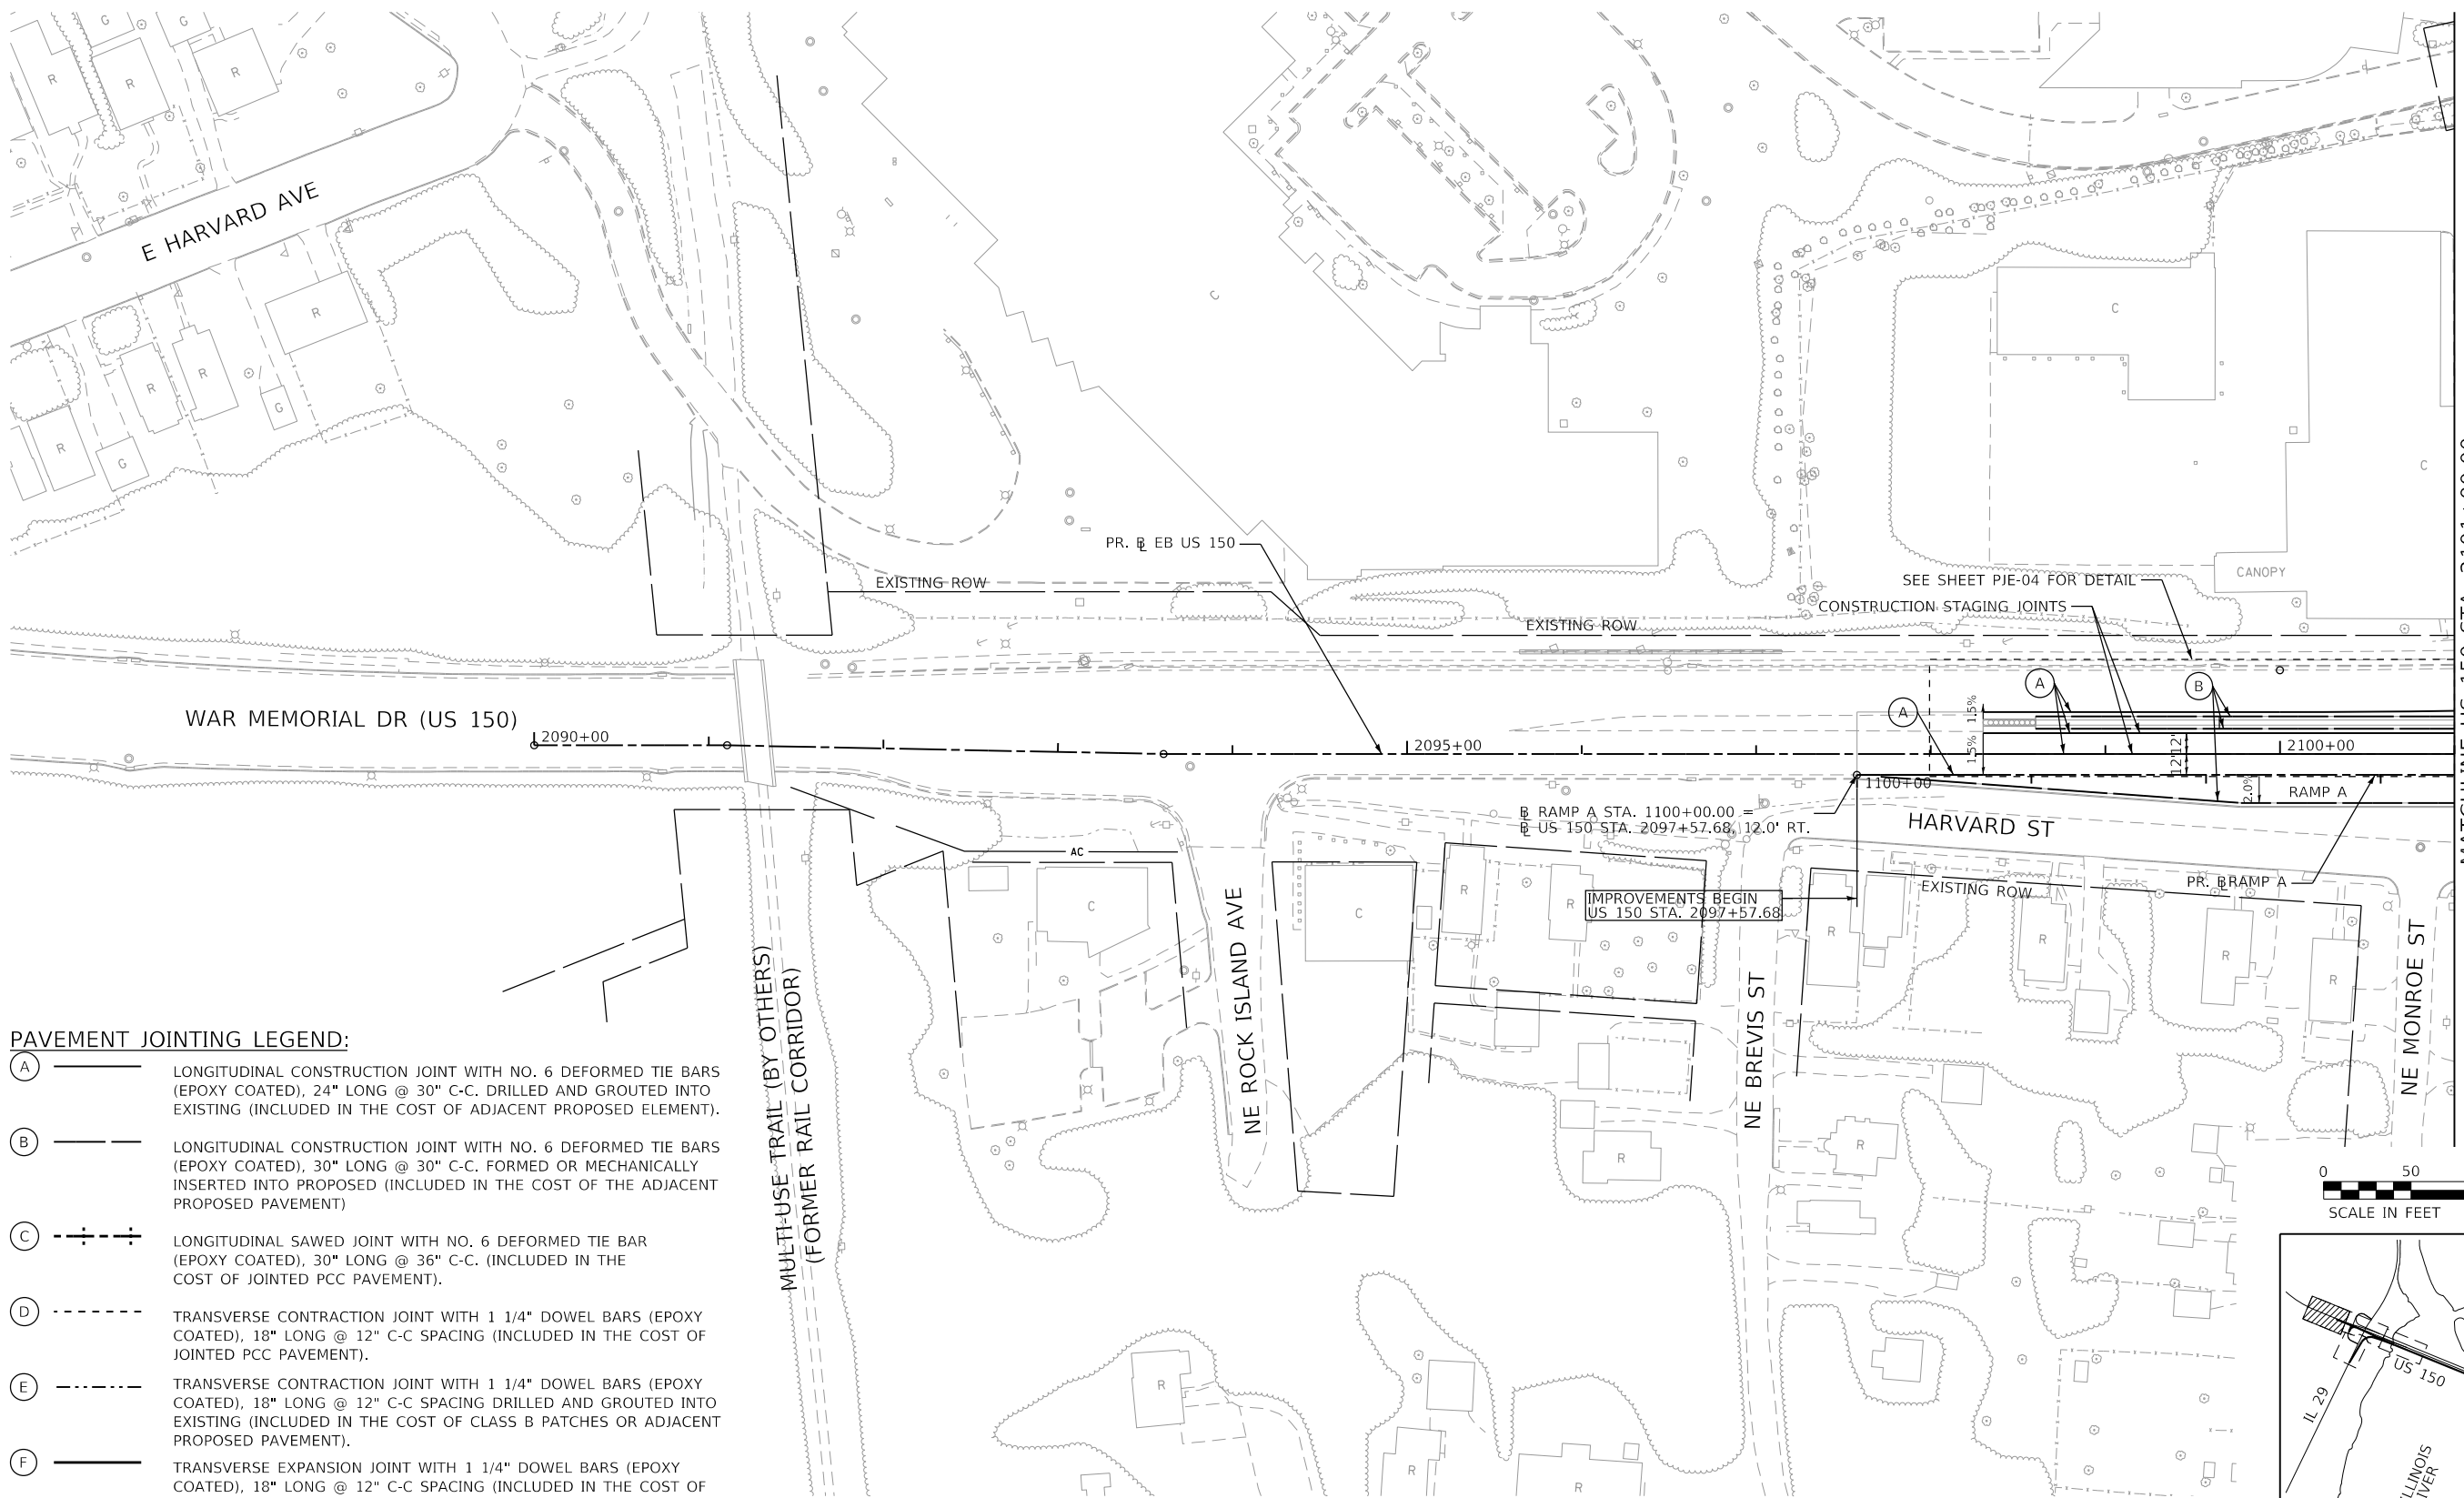 E HARVARD AVE
R
R
R
G
G
R
R
R
R
G
G
C
C
C
CANOPY
PR. ⅊ EB US 150
EXISTING ROW
SEE SHEET PJE-04 FOR DETAIL
CONSTRUCTION STAGING JOINTS
EXISTING ROW
A
B
A
WAR MEMORIAL DR (US 150)
2090+00
2095+00
2100+00
1.5%
1.5%
12'
12'
2.0%
1100+00
RAMP A
RAMP A STA. 1100+00.00 =
US 150 STA. 2097+57.68, 12.0' RT.
HARVARD ST
AC
C
C
R
R
R
R
R
R
EXISTING ROW
PR. RAMP A
IMPROVEMENTS BEGIN
US 150 STA. 2097+57.68
NE ROCK ISLAND AVE
NE BREVIS ST
NE MONROE ST
MULTI-USE TRAIL (BY OTHERS)
(FORMER RAIL CORRIDOR)
R
R
R
R
R
PAVEMENT JOINTING LEGEND:
A
LONGITUDINAL CONSTRUCTION JOINT WITH NO. 6 DEFORMED TIE BARS
(EPOXY COATED), 24" LONG @ 30" C-C. DRILLED AND GROUTED INTO
EXISTING (INCLUDED IN THE COST OF ADJACENT PROPOSED ELEMENT).
B
LONGITUDINAL CONSTRUCTION JOINT WITH NO. 6 DEFORMED TIE BARS
(EPOXY COATED), 30" LONG @ 30" C-C. FORMED OR MECHANICALLY
INSERTED INTO PROPOSED (INCLUDED IN THE COST OF THE ADJACENT
PROPOSED PAVEMENT)
C
LONGITUDINAL SAWED JOINT WITH NO. 6 DEFORMED TIE BAR
(EPOXY COATED), 30" LONG @ 36" C-C. (INCLUDED IN THE
COST OF JOINTED PCC PAVEMENT).
D
TRANSVERSE CONTRACTION JOINT WITH 1 1/4" DOWEL BARS (EPOXY
COATED), 18" LONG @ 12" C-C SPACING (INCLUDED IN THE COST OF
JOINTED PCC PAVEMENT).
E
TRANSVERSE CONTRACTION JOINT WITH 1 1/4" DOWEL BARS (EPOXY
COATED), 18" LONG @ 12" C-C SPACING DRILLED AND GROUTED INTO
EXISTING (INCLUDED IN THE COST OF CLASS B PATCHES OR ADJACENT
PROPOSED PAVEMENT).
F
TRANSVERSE EXPANSION JOINT WITH 1 1/4" DOWEL BARS (EPOXY
COATED), 18" LONG @ 12" C-C SPACING (INCLUDED IN THE COST OF
0 50
SCALE IN FEET
US 150
IL 29